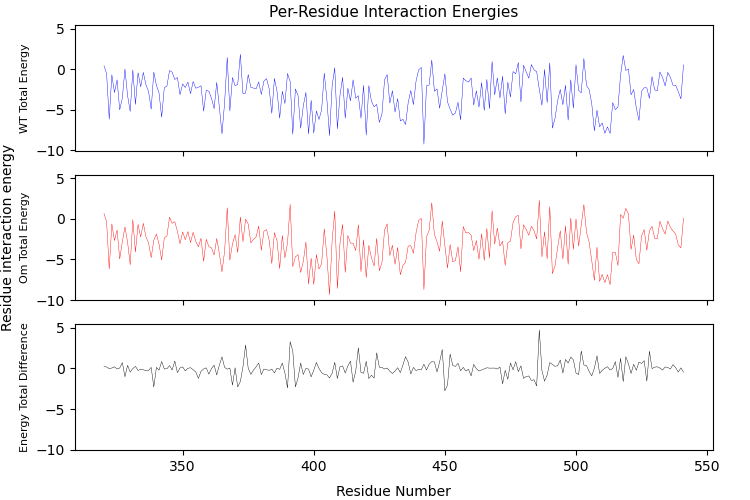 Per-Residue Interaction Energies
Residue interaction energy
WT Total Energy
5
0
−5
−10
Om Total Energy
5
0
−5
−10
Energy Total Difference
5
0
−5
−10
350
400
450
500
550
Residue Number